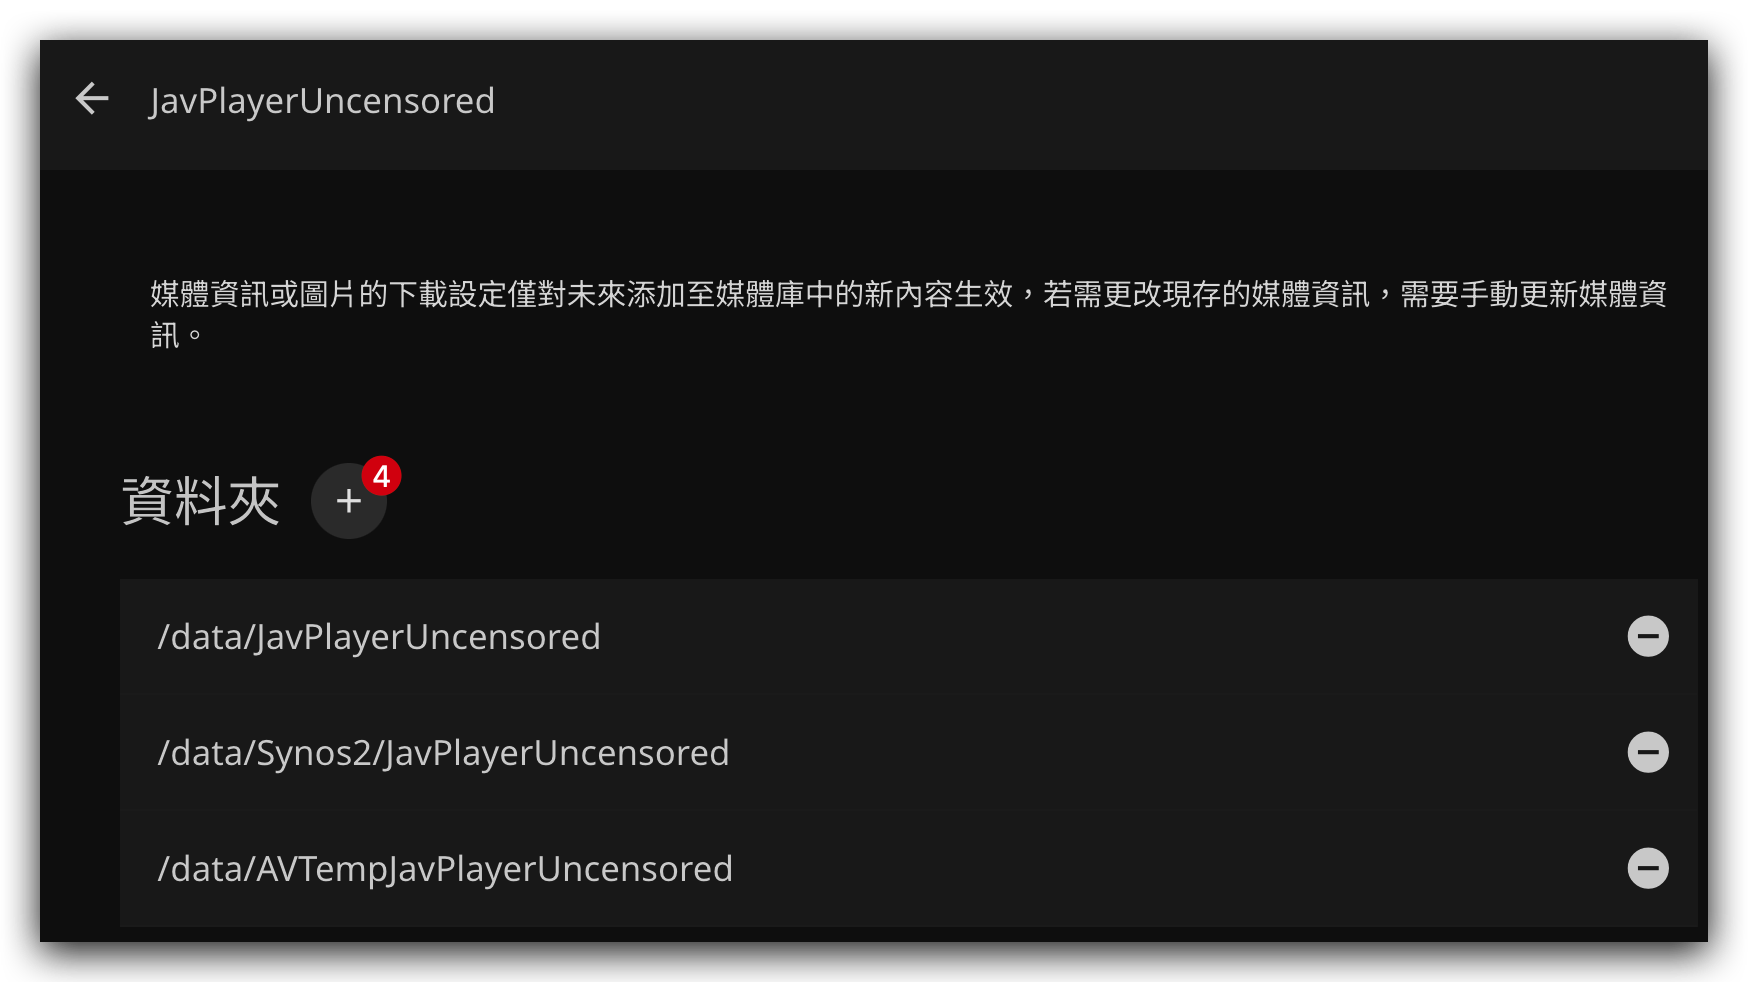 JavPlayerUncensored
媒體資訊或圖片的下載設定僅對未來添加至媒體庫中的新內容生效，若需更改現存的媒體資訊，需要手動更新媒體資
訊。
資料夾 + 4
/data/JavPlayerUncensored
/data/Synos2/JavPlayerUncensored
/data/AVTempJavPlayerUncensored